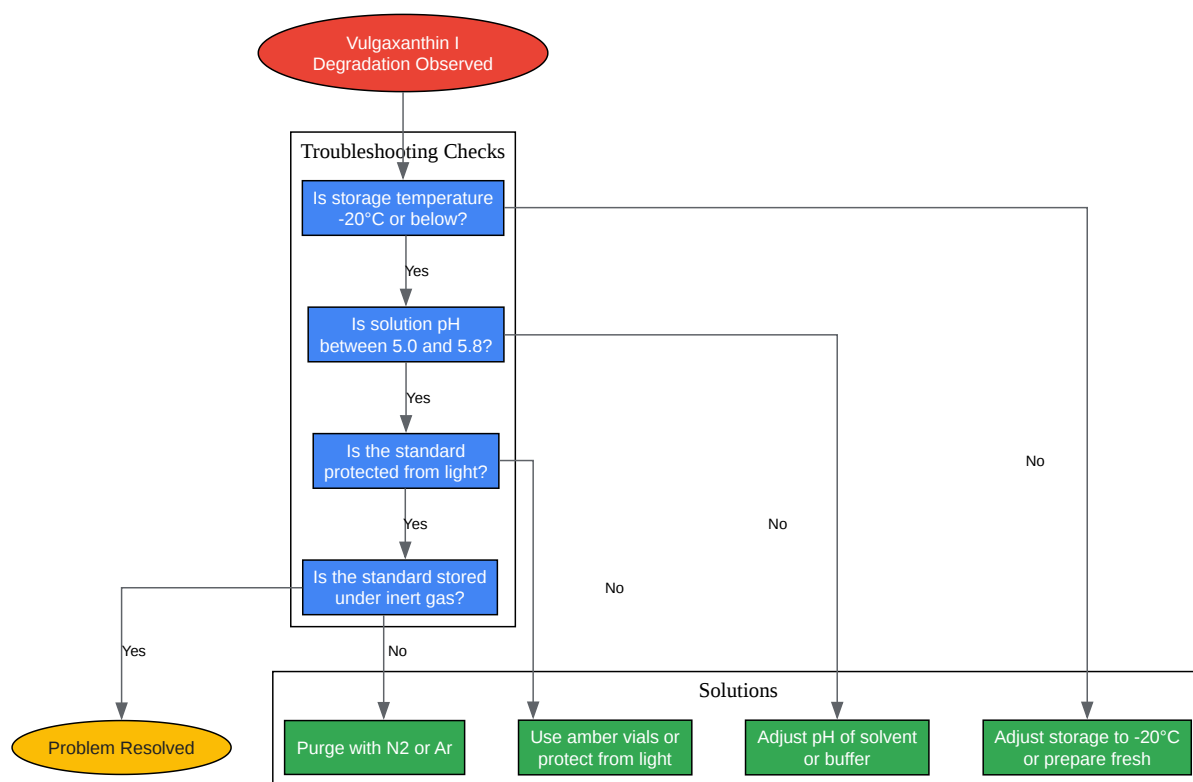 Vulgaxanthin I
Degradation Observed
Troubleshooting Checks
Is storage temperature
-20°C or below?
Yes
Is solution pH
between 5.0 and 5.8?
Yes
Is the standard
protected from light?
No
Yes
No
Is the standard stored
under inert gas?
No
Yes
No
Solutions
Problem Resolved
Purge with N2 or Ar
Use amber vials or
protect from light
Adjust pH of solvent
or buffer
Adjust storage to -20°C
or prepare fresh